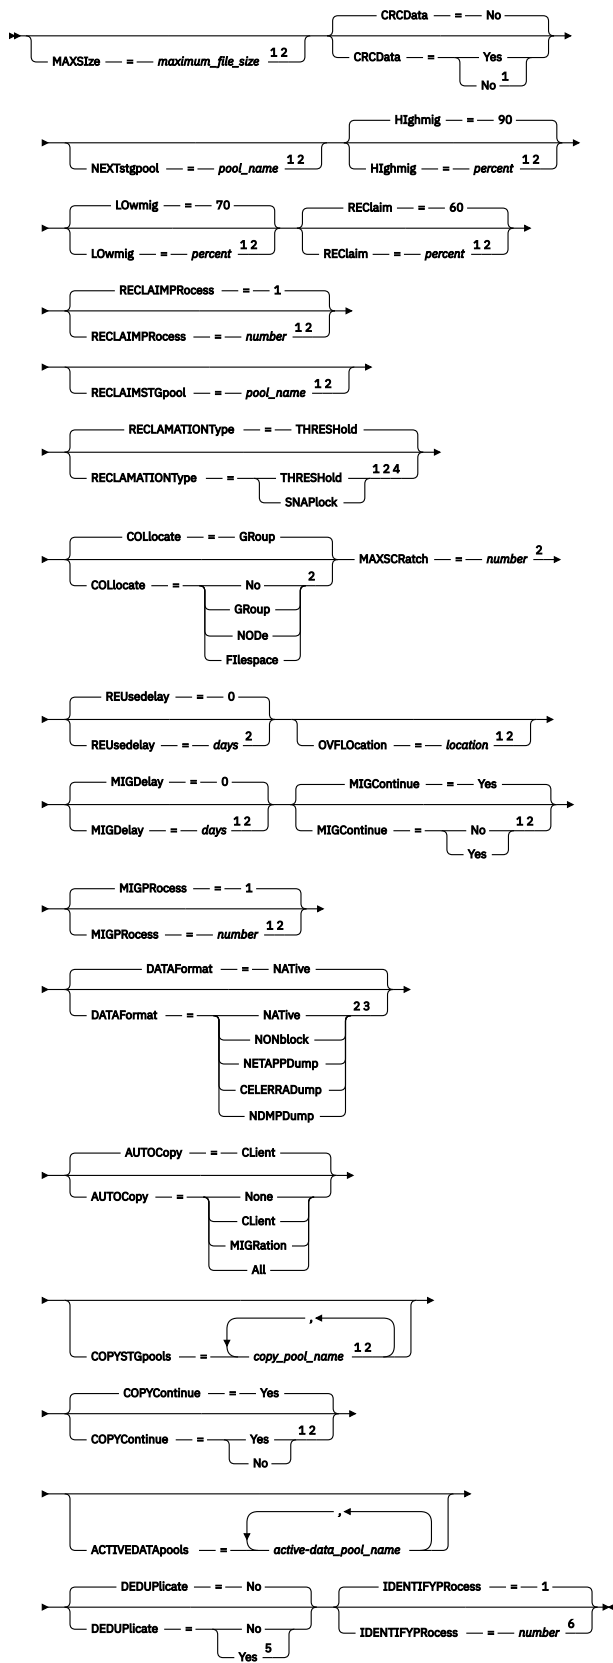 CRCData = No
MAXSIze = maximum_file_size 1 2 CRCData = Yes
No 1
HIghmig = 90
NEXTstgpool = pool_name 1 2 HIghmig = percent 1 2
LOwmig = 70 REClaim = 60
LOwmig = percent 1 2 REClaim = percent 1 2
RECLAIMPRocess = 1
RECLAIMPRocess = number 1 2
RECLAIMSTGpool = pool_name 1 2
RECLAMATIONType = THRESHold
RECLAMATIONType = THRESHold 1 2 4
SNAPlock
COLlocate = GRoup MAXSCRatch = number 2
COLlocate = No 2
GRoup
NODe
FIlespace
REUsedelay = 0
REUsedelay = days 2 OVFLOcation = location 1 2
MIGDelay = 0 MIGContinue = Yes
MIGDelay = days 1 2 MIGContinue = No 1 2
Yes
MIGPRocess = 1
MIGPRocess = number 1 2
DATAFormat = NATive
DATAFormat = NATive 2 3
NONblock
NETAPPDump
CELERRADump
NDMPDump
AUTOCopy = CLient
AUTOCopy = None
CLient
MIGRation
All
,
COPYSTGpools = copy_pool_name 1 2
COPYContinue = Yes
COPYContinue = Yes 1 2
No
,
ACTIVEDATApools = active-data_pool_name
DEDUPlicate = No IDENTIFYPRocess = 1
DEDUPlicate = No IDENTIFYPRocess = number 6
Yes 5